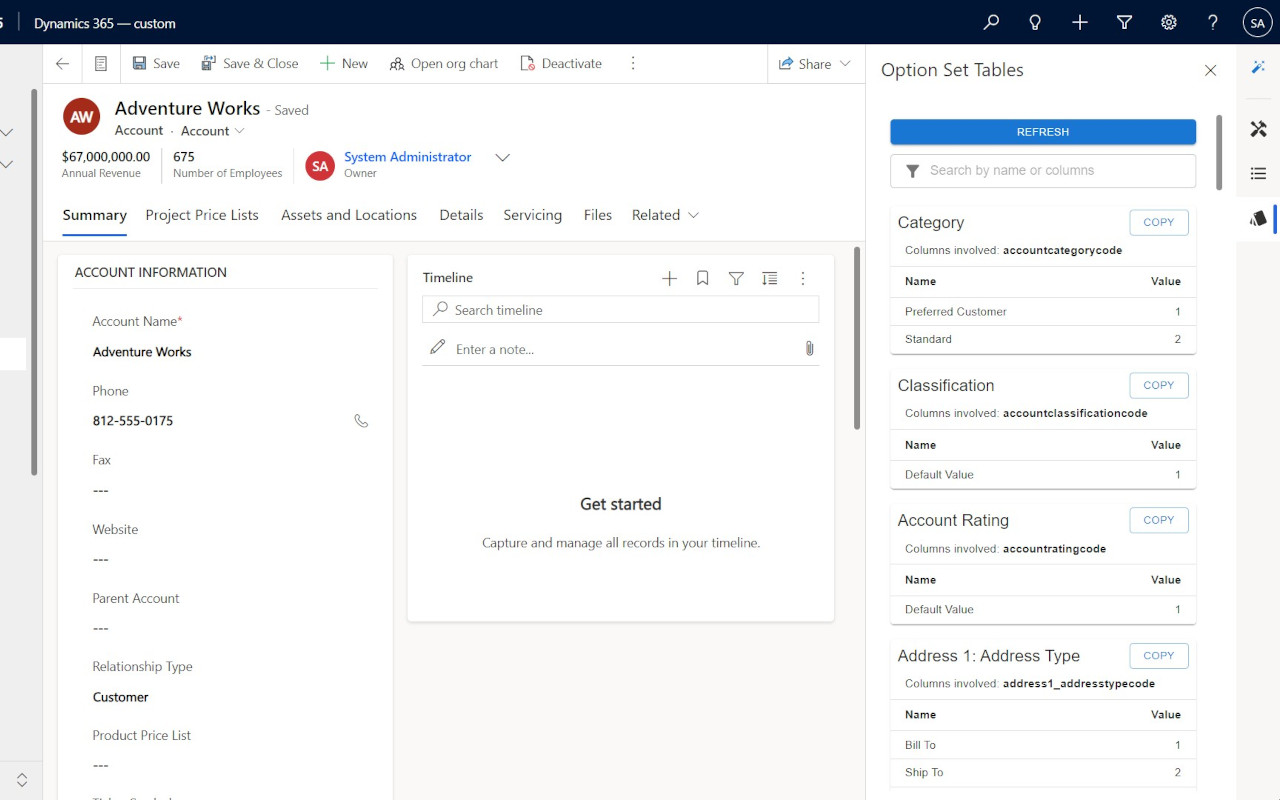 5
Dynamics 365 — custom
SA
Save
Save & Close
New
Open org chart
Deactivate
Share
AW
Adventure Works - Saved
Account · Account
$67,000,000.00
Annual Revenue
675
Number of Employees
SA
System Administrator
Owner
Summary
Project Price Lists
Assets and Locations
Details
Servicing
Files
Related
ACCOUNT INFORMATION
Account Name*
Adventure Works
Phone
812-555-0175
Fax
---
Website
---
Parent Account
---
Relationship Type
Customer
Product Price List
---
Timeline
Search timeline
Enter a note...
Get started
Capture and manage all records in your timeline.
Option Set Tables
REFRESH
Search by name or columns
Category
COPY
Columns involved: accountcategorycode
Name Value
Preferred Customer 1
Standard 2
Classification
COPY
Columns involved: accountclassificationcode
Name Value
Default Value 1
Account Rating
COPY
Columns involved: accountratingcode
Name Value
Default Value 1
Address 1: Address Type
COPY
Columns involved: address1_addresstypecode
Name Value
Bill To 1
Ship To 2